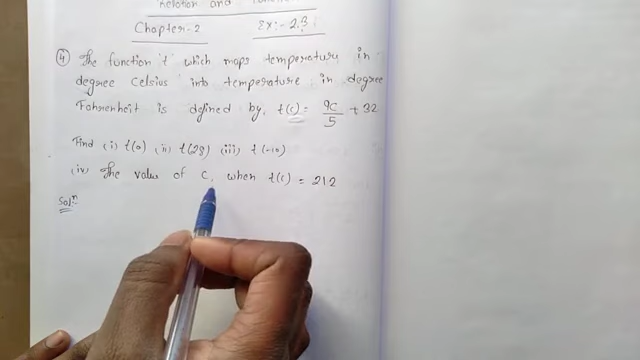 Relation and
Chapter-2 Ex:- 2.3
④ The function t which maps temperature in
degree Celsius into temperature in degree
Fahrenheit is defined by t(c) = 9C/5 + 32
Find (i) t(0) (ii) t(28) (iii) t(-10)
(iv) The value of C, when t(c) = 212
Solⁿ